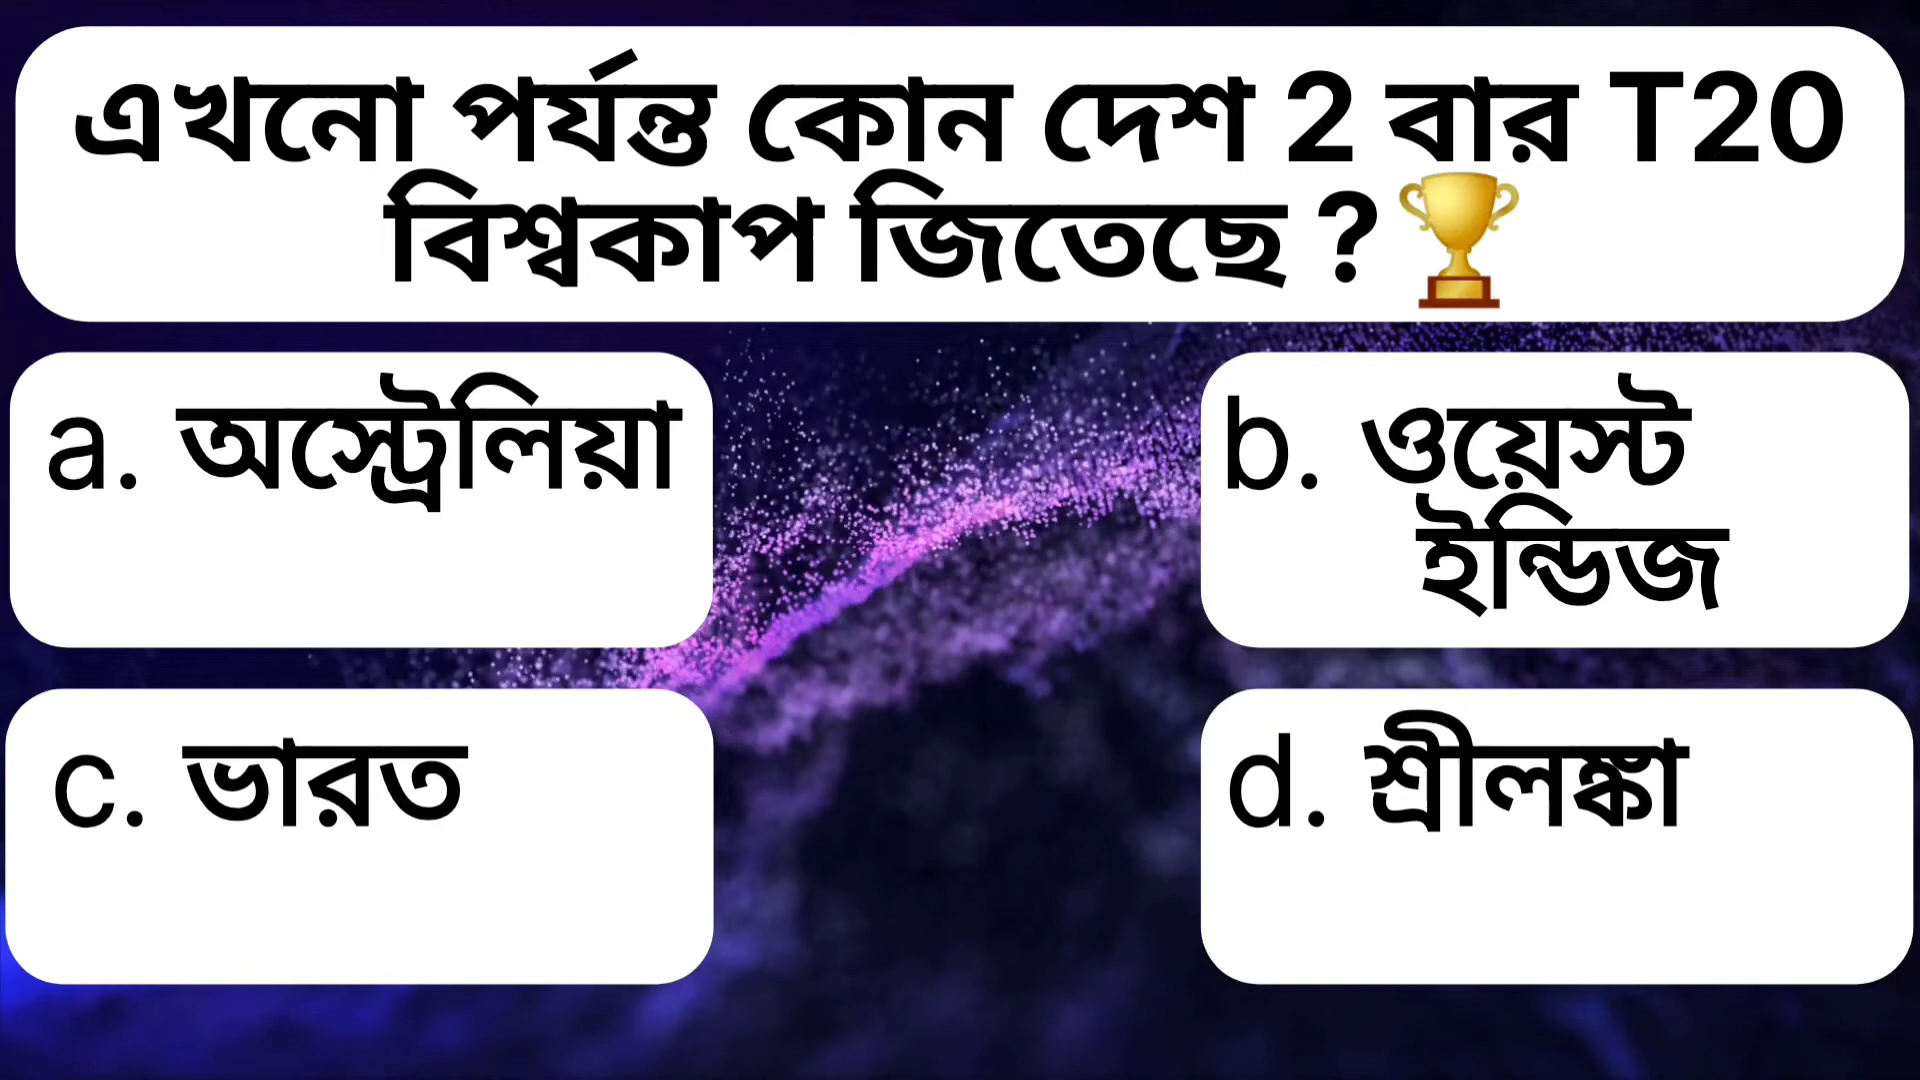 এখনো পর্যন্ত কোন দেশ 2 বার T20
বিশ্বকাপ জিতেছে ?🏆
a. অস্ট্রেলিয়া
b. ওয়েস্ট
ইন্ডিজ
c. ভারত
d. শ্রীলঙ্কা